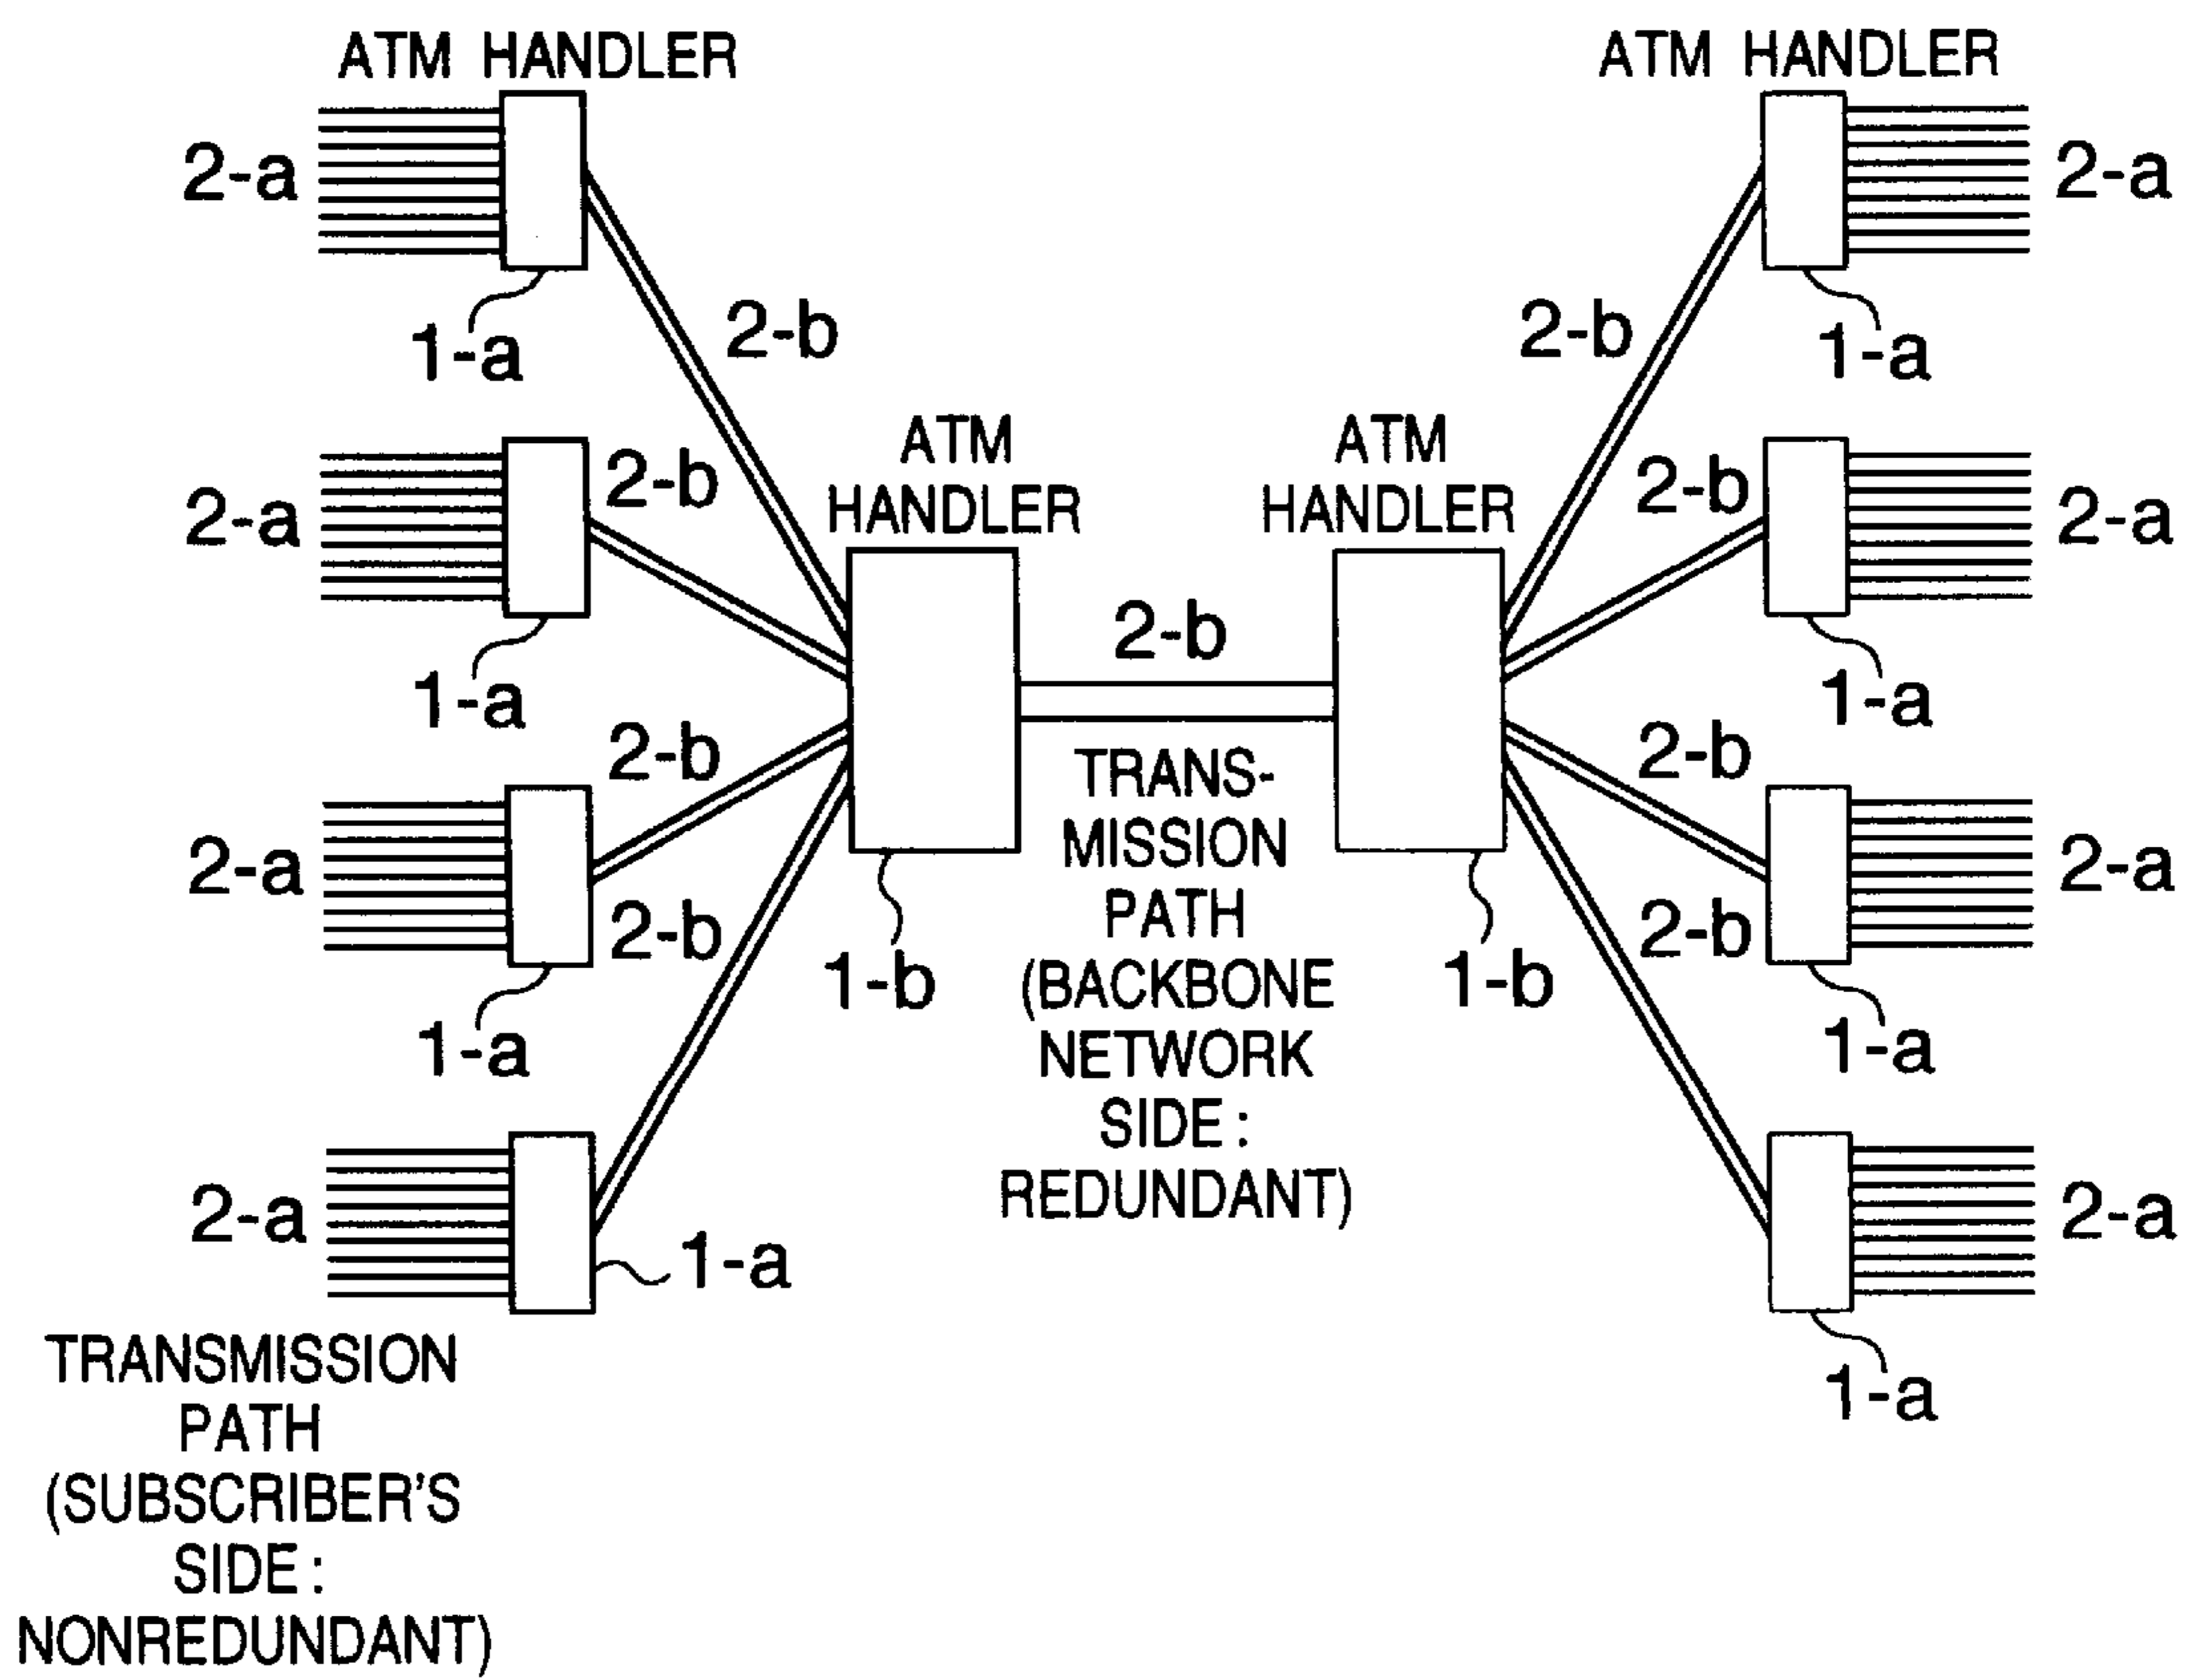 ATM HANDLER
ATM HANDLER
2-a
2-a
1-a
2-b
2-b
1-a
2-a
2-b
ATM
HANDLER
ATM
HANDLER
2-b
2-a
1-a
2-b
1-a
2-b
2-b
2-a
2-b
TRANS-
MISSION
PATH
(BACKBONE
NETWORK
SIDE :
REDUNDANT)
2-b
2-a
1-a
1-b
1-b
1-a
2-a
1-a
2-a
1-a
TRANSMISSION
PATH
(SUBSCRIBER'S
SIDE :
NONREDUNDANT)